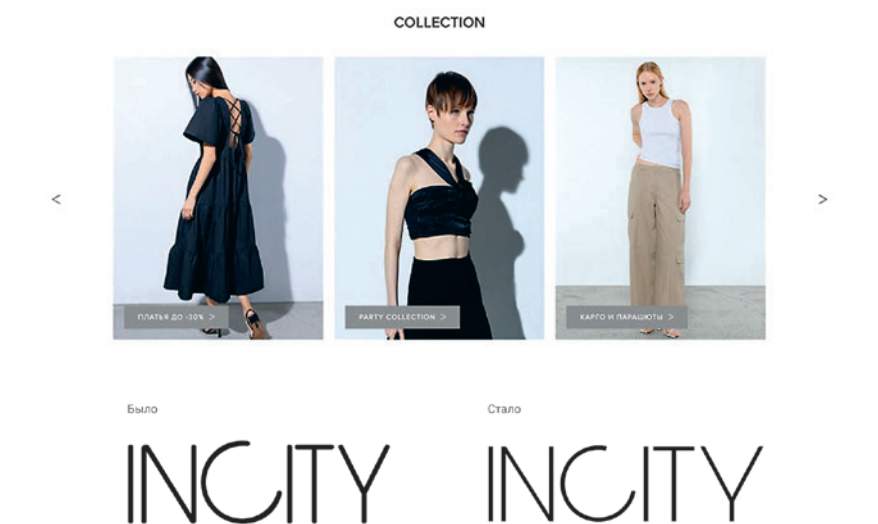 COLLECTION
<
>
ПЛАТЬЯ ДО -30% >
PARTY COLLECTION >
КАРГО И ПАРАШЮТЫ >
Было
Стало
INCITY
INCITY